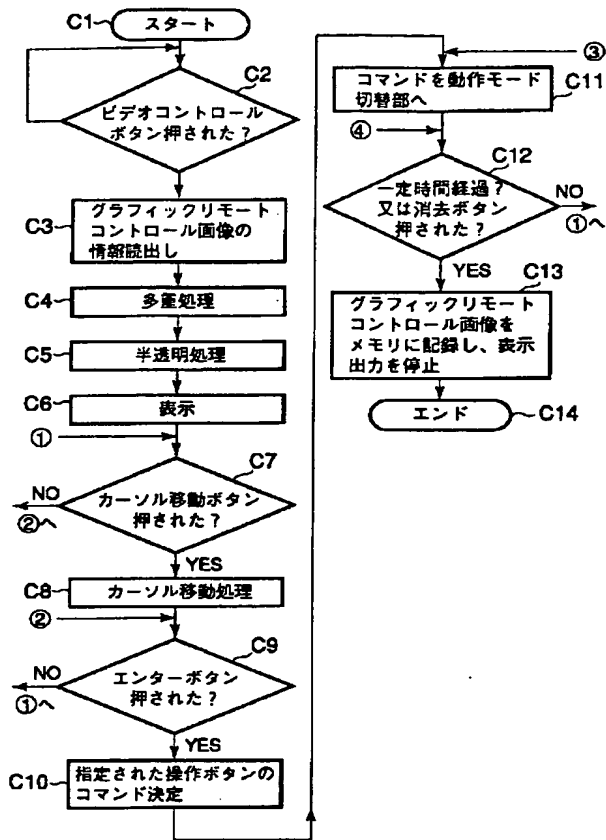 C1
スタート
C2
ビデオコントロール
ボタン押された?
C3
グラフィックリモート
コントロール画像の
情報読出し
C4
多重処理
C5
半透明処理
C6
表示
①
C7
NO
カーソル移動ボタン
押された?
②へ
YES
C8
カーソル移動処理
②
C9
NO
エンターボタン
押された?
①へ
YES
C10
指定された操作ボタンの
コマンド決定
③
コマンドを動作モード
切替部へ
C11
④
C12
一定時間経過?
又は消去ボタン
押された?
NO
①へ
YES
C13
グラフィックリモート
コントロール画像を
メモリに記録し、表示
出力を停止
エンド
C14